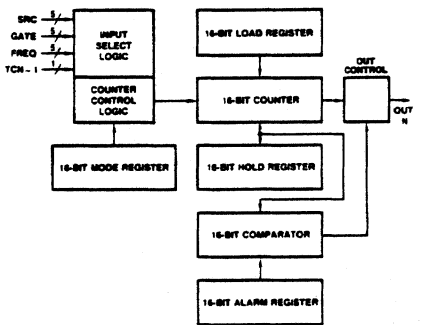 SRC 5
GATE 5
FREQ 5
TCN - 1 1
INPUT
SELECT
LOGIC
COUNTER
CONTROL
LOGIC
16-BIT MODE REGISTER
16-BIT LOAD REGISTER
16-BIT COUNTER
16-BIT HOLD REGISTER
16-BIT COMPARATOR
16-BIT ALARM REGISTER
OUT
CONTROL
OUT
N